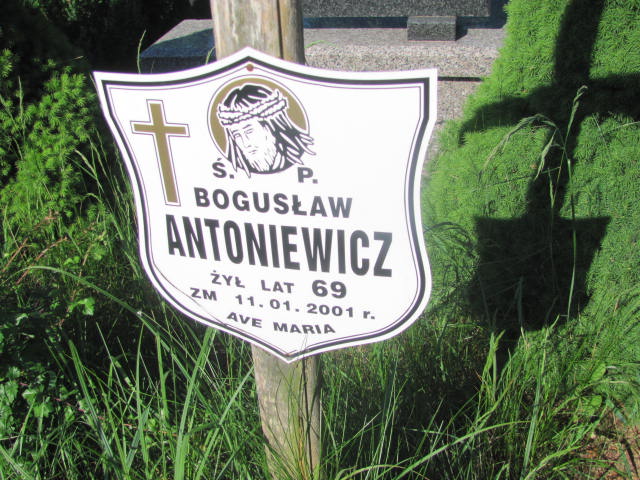 Ś. P.
BOGUSŁAW
ANTONIEWICZ
ŻYŁ LAT 69
ZM 11.01.2001 r.
AVE MARIA